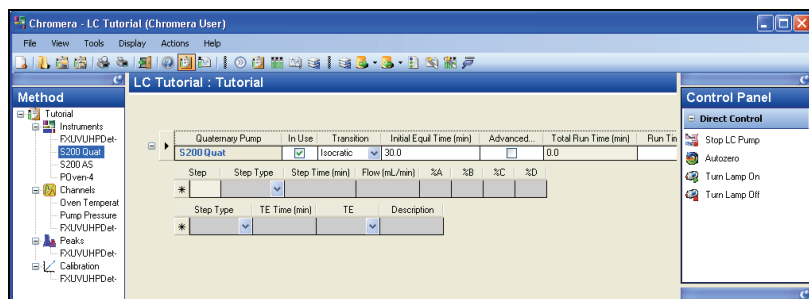 Chromera - LC Tutorial (Chromera User)
File View Tools Display Actions Help
LC Tutorial : Tutorial
Method
Tutorial
Instruments
FXUVUHPDet-
S200 Quat
S200 AS
POven-4
Channels
Oven Temperat
Pump Pressure
FXUVUHPDet-
Peaks
FXUVUHPDet-
Calibration
FXUVUHPDet-
Quaternary Pump In Use Transition Initial Equil Time (min) Advanced... Total Run Time (min) Run Tin
S200 Quat Isocratic 30.0 0.0
Step Step Type Step Time (min) Flow (mL/min) %A %B %C %D
Step Type TE Time (min) TE Description
Control Panel
Direct Control
Stop LC Pump
Autozero
Turn Lamp On
Turn Lamp Off